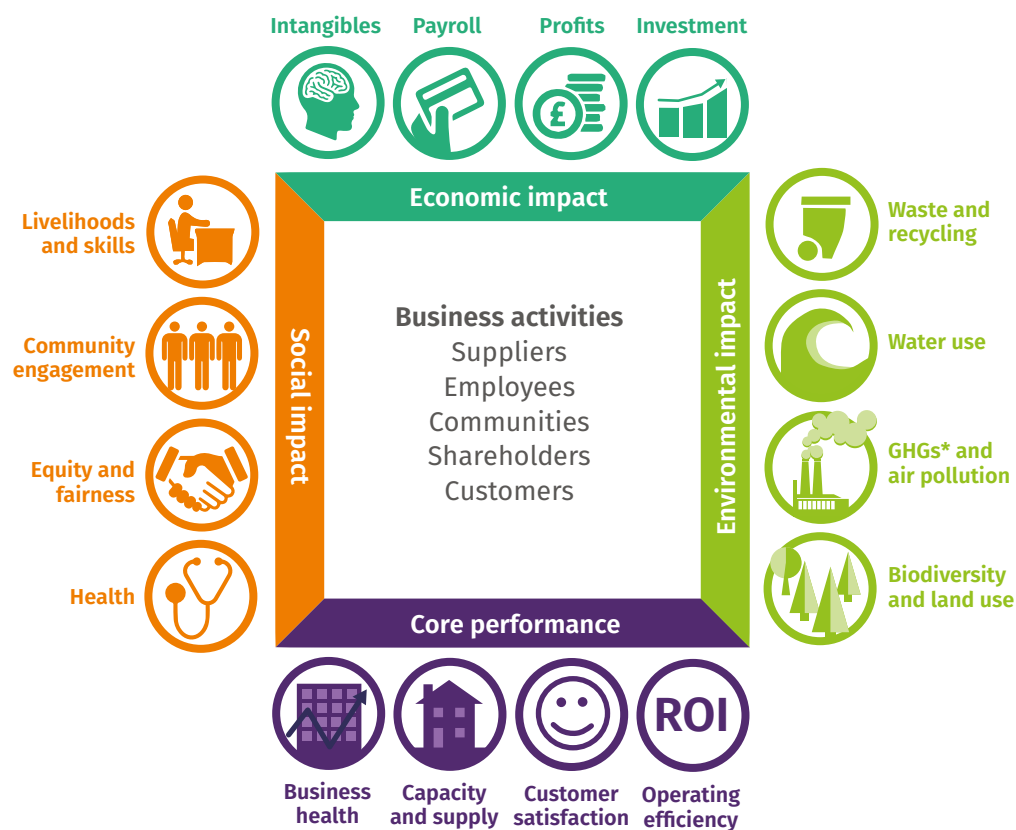 Intangibles
Payroll
Profits
Investment
£
Economic impact
Livelihoods
and skills
Community
engagement
Equity and
fairness
Health
Social impact
Business activities
Suppliers
Employees
Communities
Shareholders
Customers
Environmental impact
Waste and
recycling
Water use
GHGs* and
air pollution
Biodiversity
and land use
Core performance
ROI
Business
health
Capacity
and supply
Customer
satisfaction
Operating
efficiency